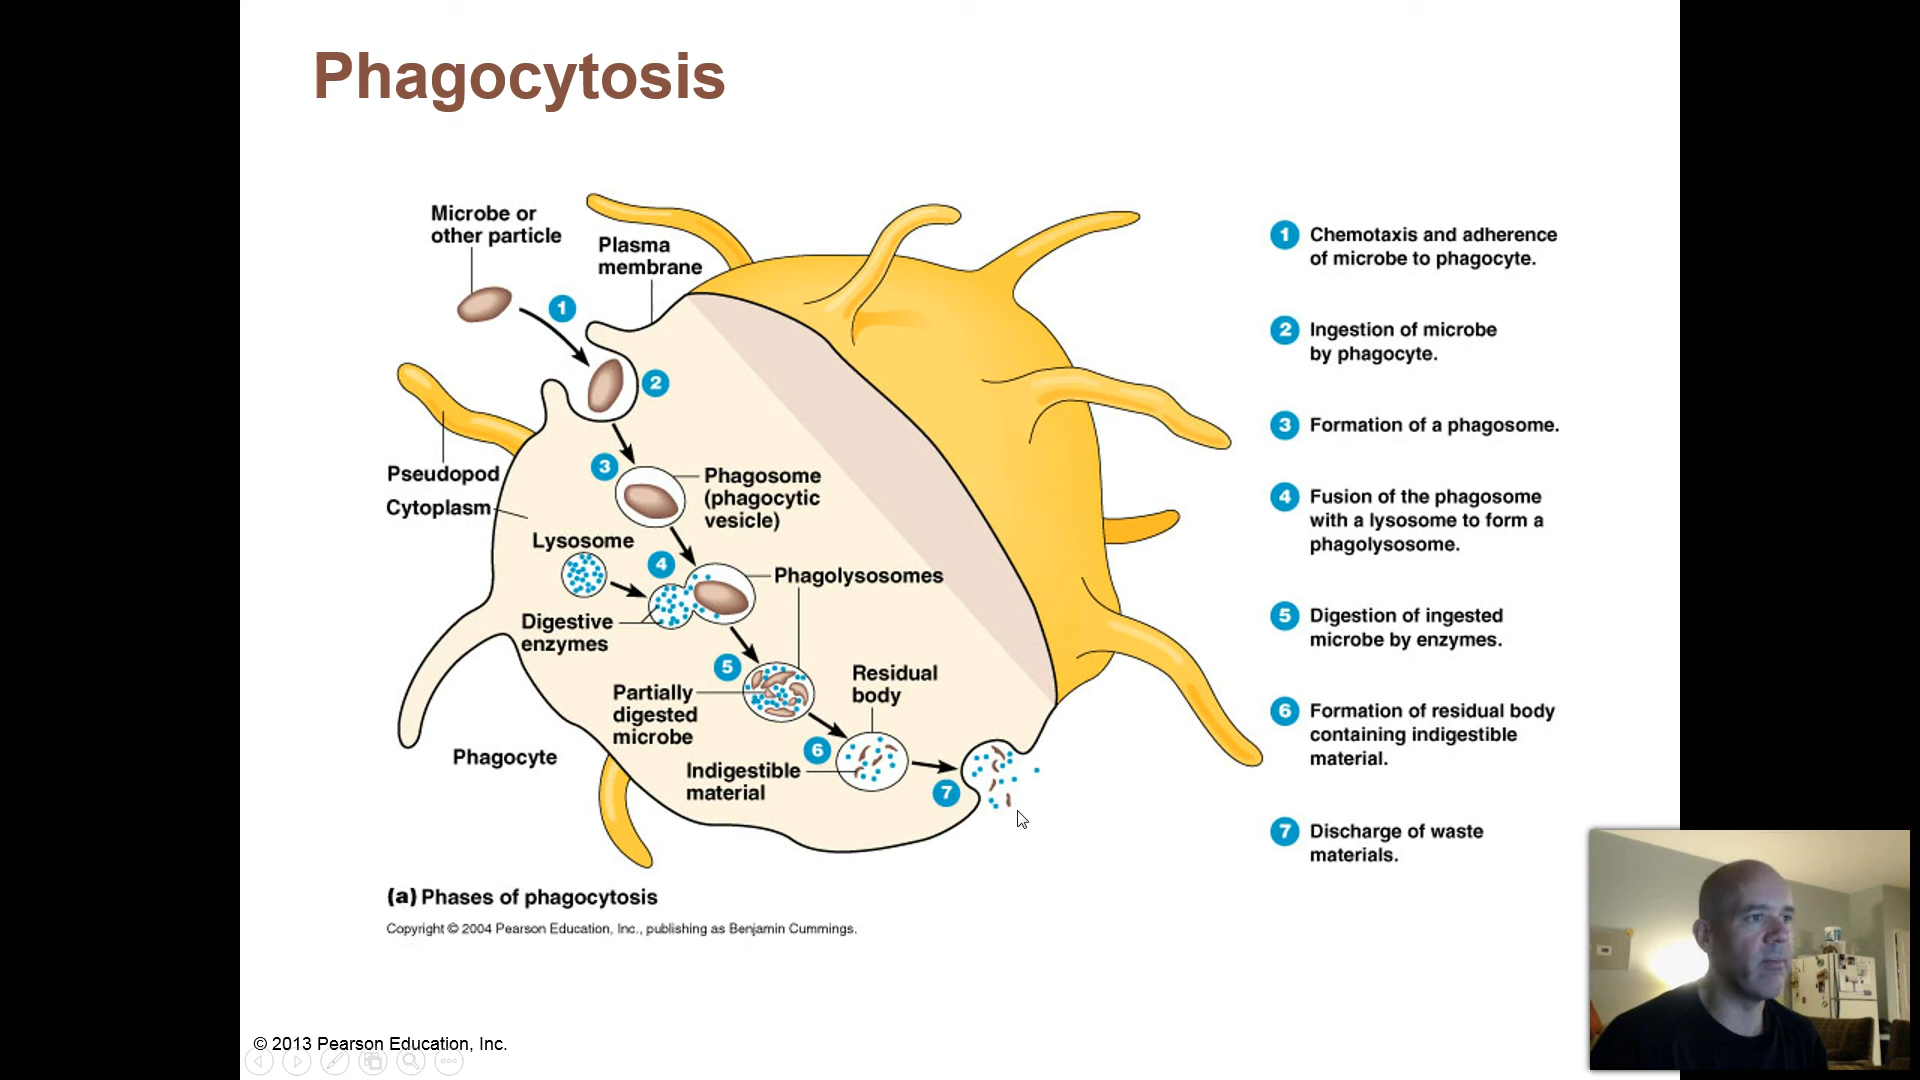 Phagocytosis
Microbe or
other particle
Plasma
membrane
1
2
Pseudopod
Cytoplasm
3
Phagosome
(phagocytic
vesicle)
Lysosome
4
Phagolysosomes
Digestive
enzymes
5
Partially
digested
microbe
Residual
body
6
Indigestible
material
7
Phagocyte
1 Chemotaxis and adherence
of microbe to phagocyte.
2 Ingestion of microbe
by phagocyte.
3 Formation of a phagosome.
4 Fusion of the phagosome
with a lysosome to form a
phagolysosome.
5 Digestion of ingested
microbe by enzymes.
6 Formation of residual body
containing indigestible
material.
7 Discharge of waste
materials.
(a) Phases of phagocytosis
Copyright © 2004 Pearson Education, Inc., publishing as Benjamin Cummings.
© 2013 Pearson Education, Inc.